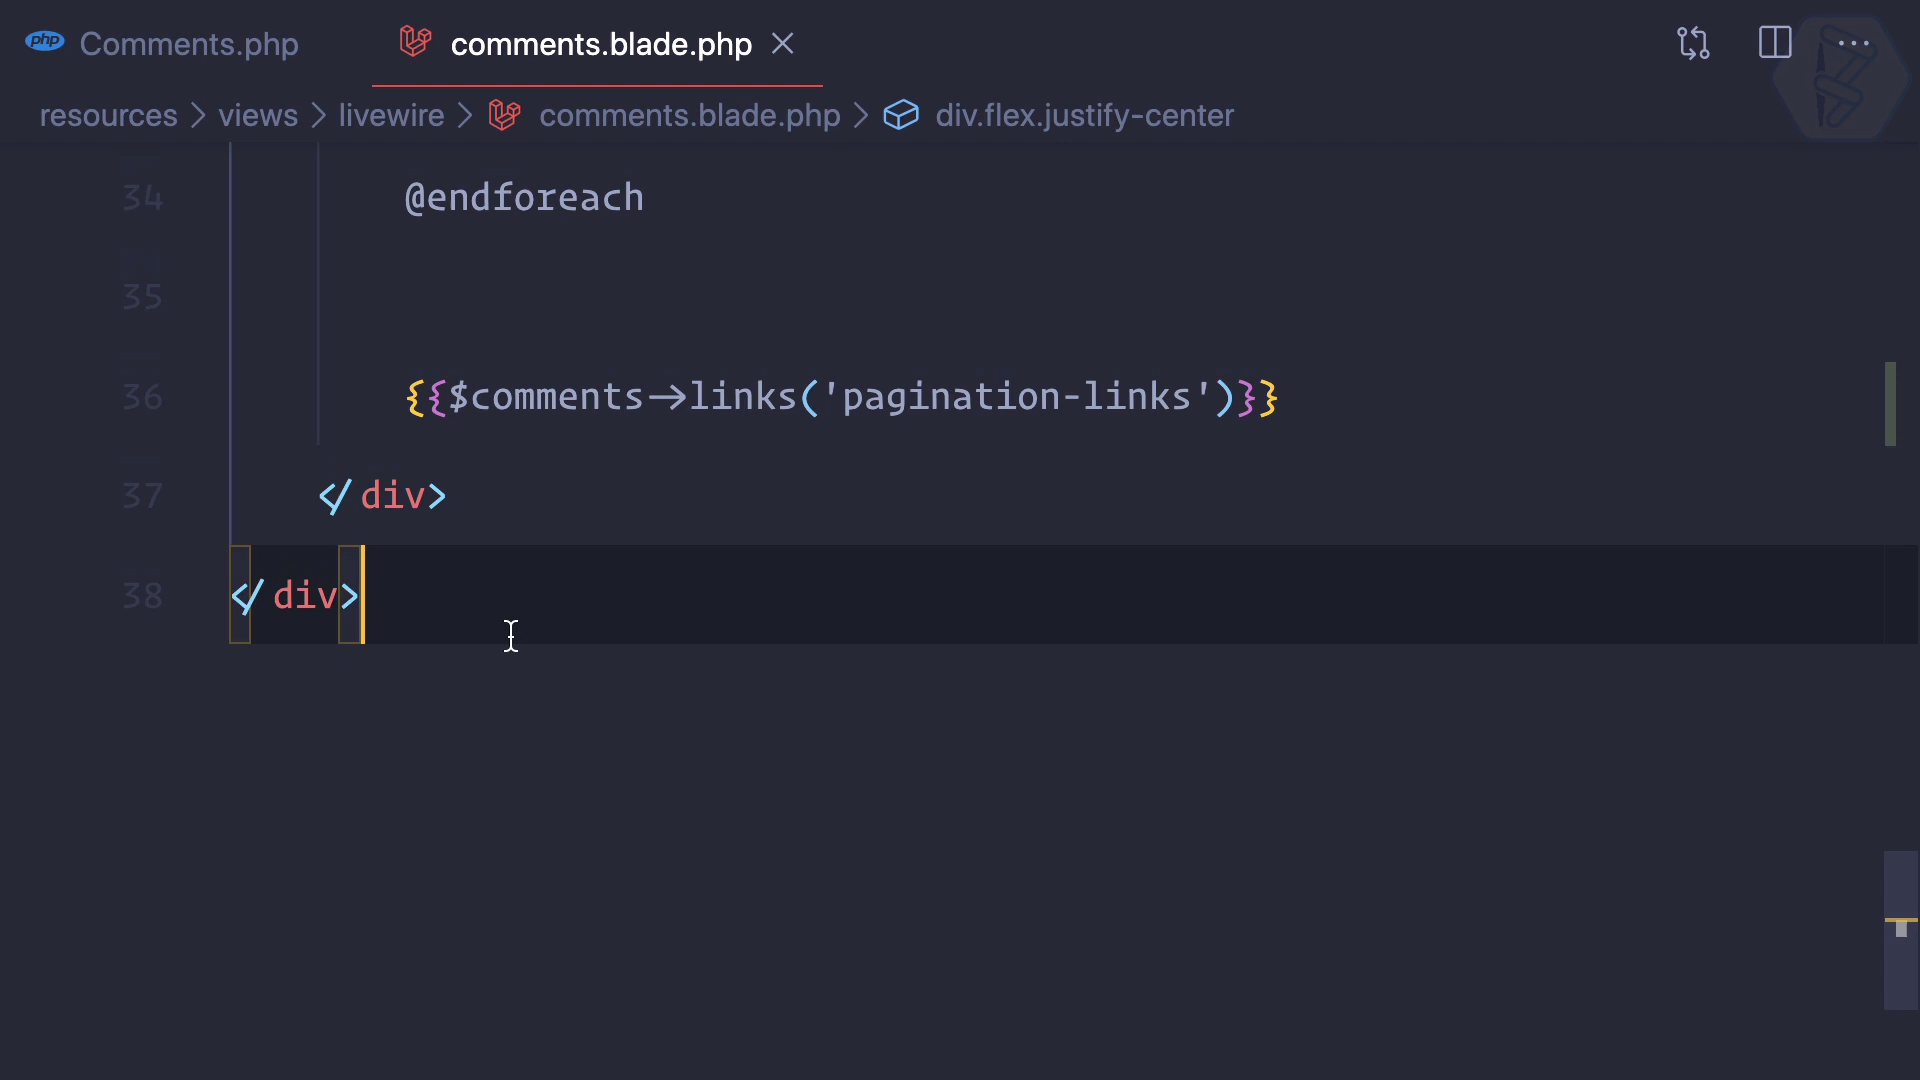 php Comments.php comments.blade.php
resources > views > livewire > comments.blade.php > div.flex.justify-center
34 @endforeach
35
36 {{$comments->links('pagination-links')}}
37 </div>
38 </div>